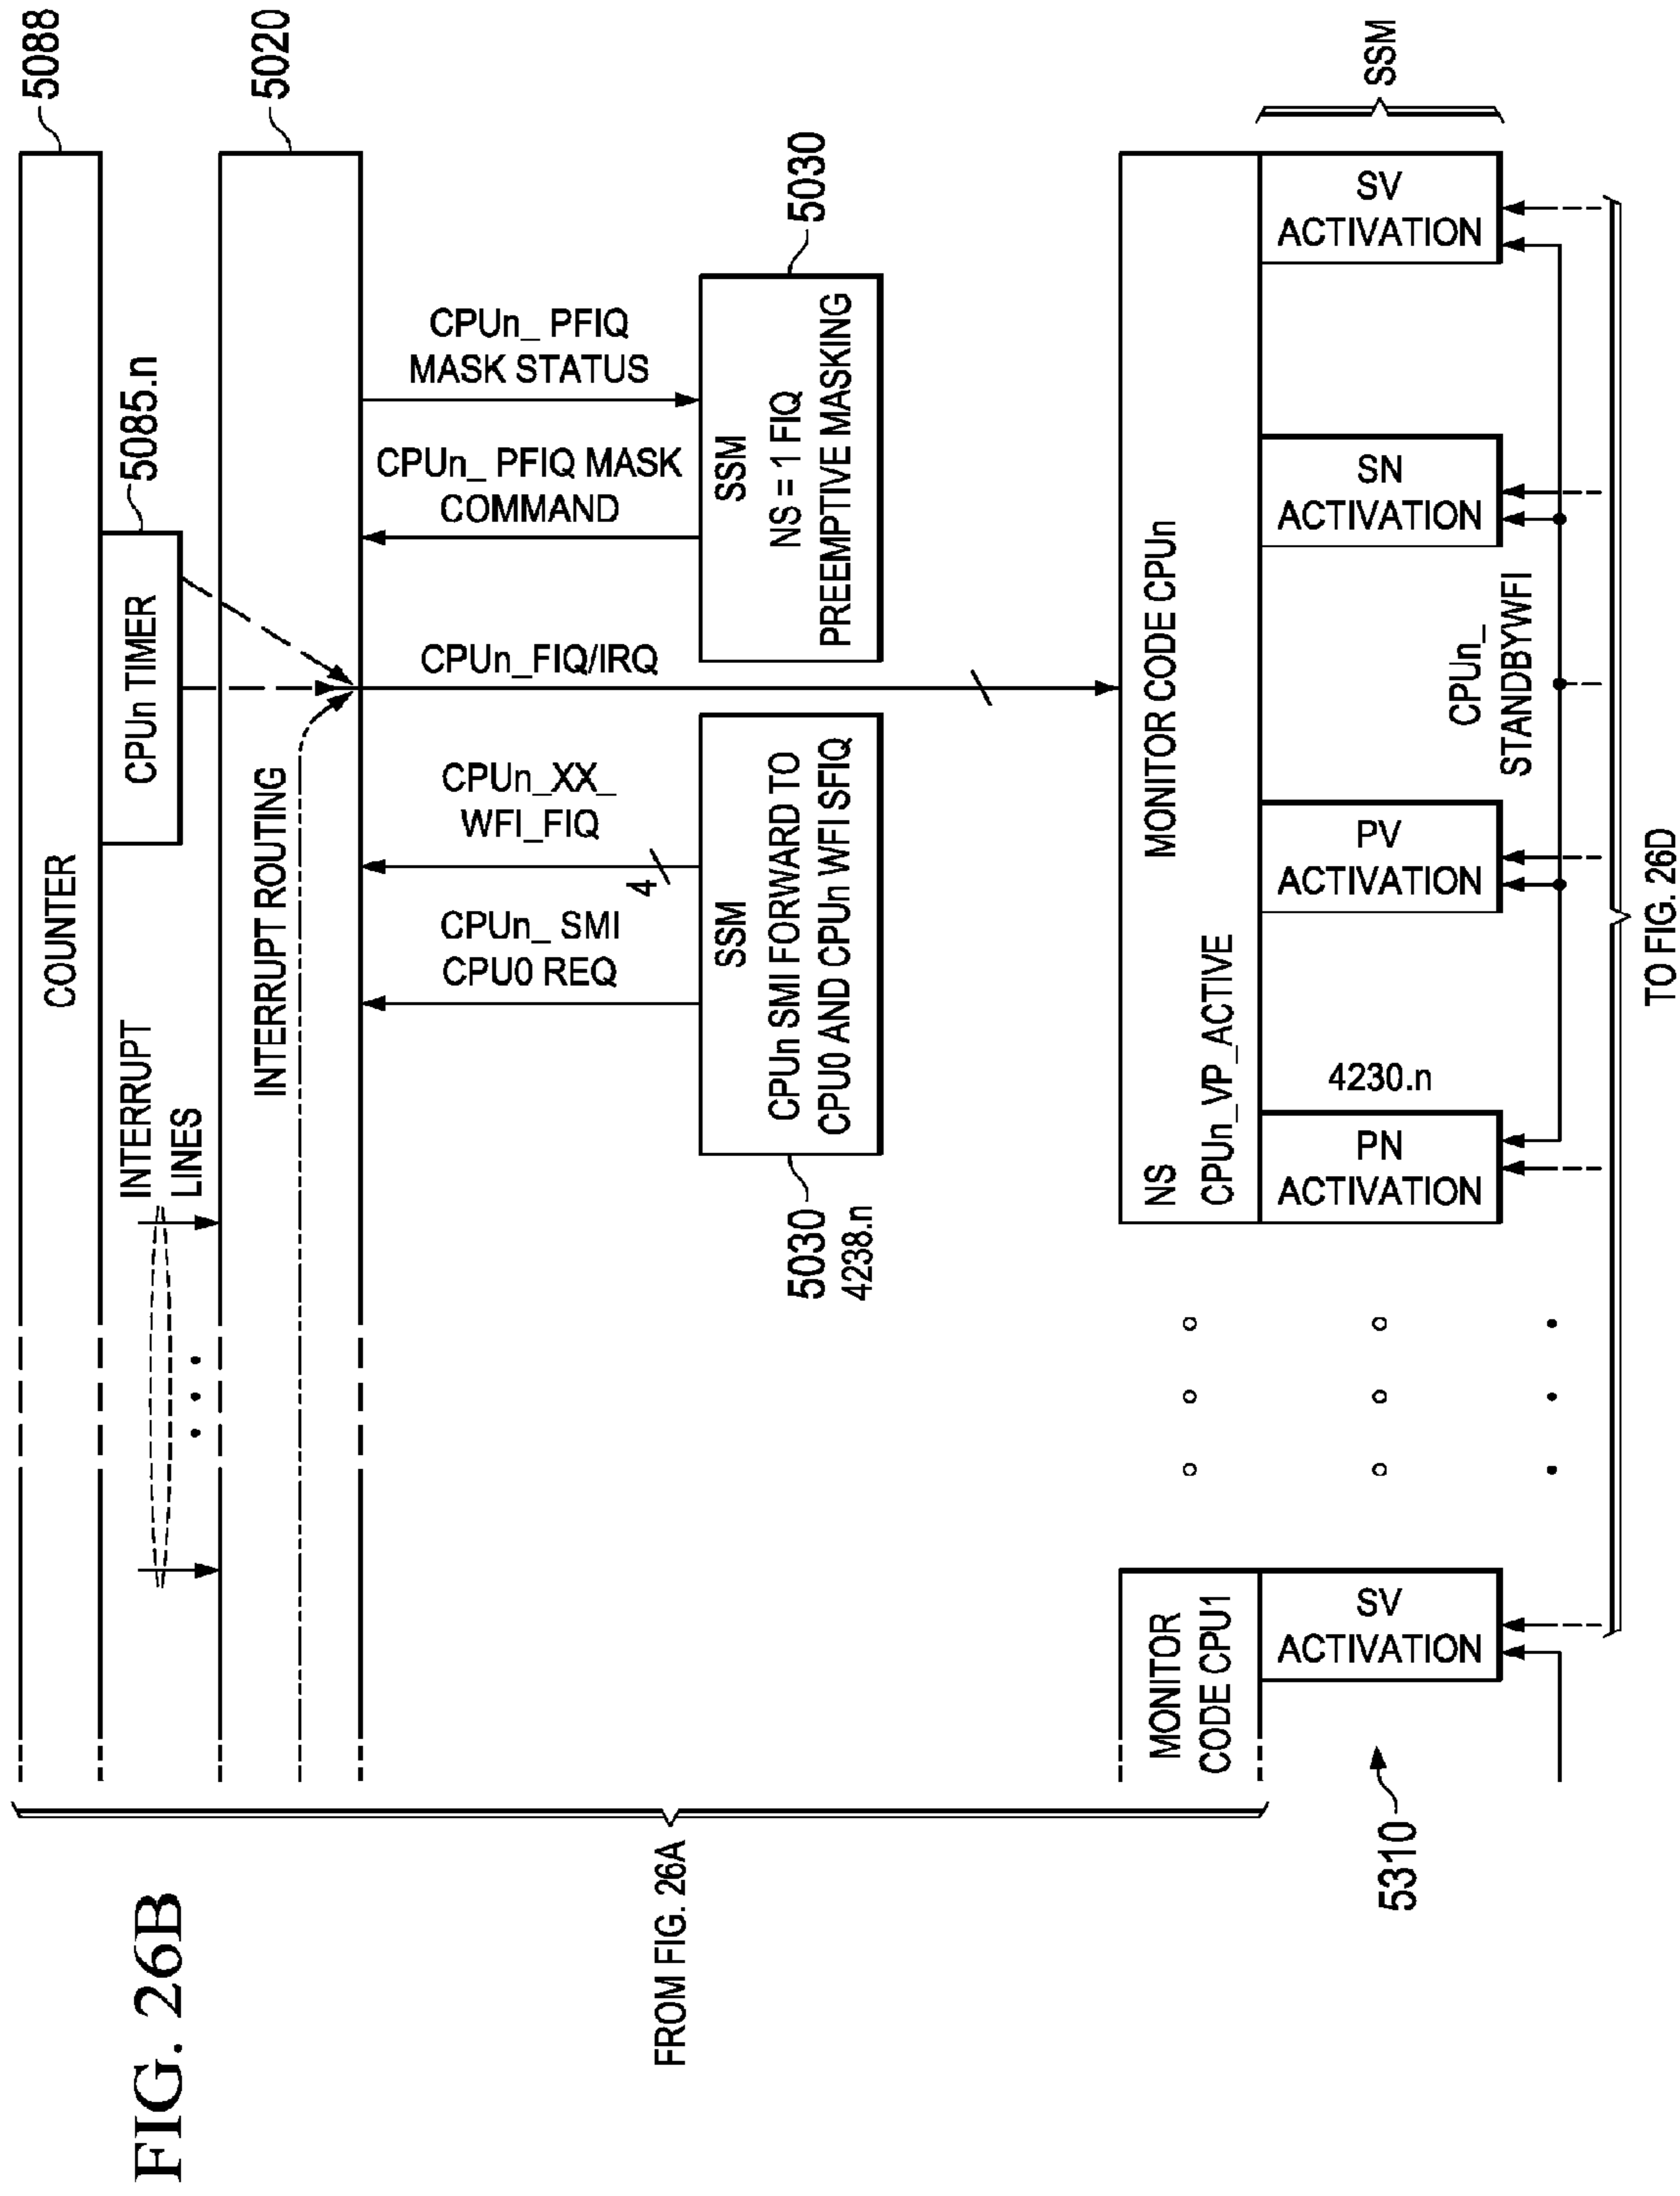 FIG. 26B
FROM FIG. 26A
COUNTER
5088
INTERRUPT
LINES
CPUn TIMER
5085.n
INTERRUPT ROUTING
5020
CPUn_ SMI
CPU0 REQ
CPUn_XX_
WFI_FIQ
4
CPUn_FIQ/IRQ
CPUn_ PFIQ MASK
COMMAND
CPUn_ PFIQ
MASK STATUS
SSM
CPUn SMI FORWARD TO
CPU0 AND CPUn WFI SFIQ
5030
4238.n
SSM
NS = 1 FIQ
PREEMPTIVE MASKING
5030
MONITOR
CODE CPU1
NS
MONITOR CODE CPUn
CPUn_VP_ACTIVE
5310
SV
ACTIVATION
PN
ACTIVATION
4230.n
PV
ACTIVATION
SN
ACTIVATION
SV
ACTIVATION
SSM
CPUn_
STANDBYWFI
TO FIG. 26D